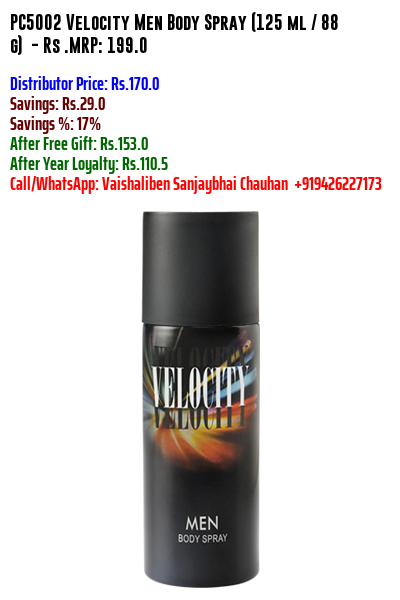 PC5002 Velocity Men Body Spray (125 ml / 88
g)  - Rs .MRP: 199.0
Distributor Price: Rs.170.0
Savings: Rs.29.0
Savings %: 17%
After Free Gift: Rs.153.0
After Year Loyalty: Rs.110.5
Call/WhatsApp: Vaishaliben Sanjaybhai Chauhan  +919426227173
VELOCITY
VELOCITY
VELOCITY
MEN
BODY SPRAY